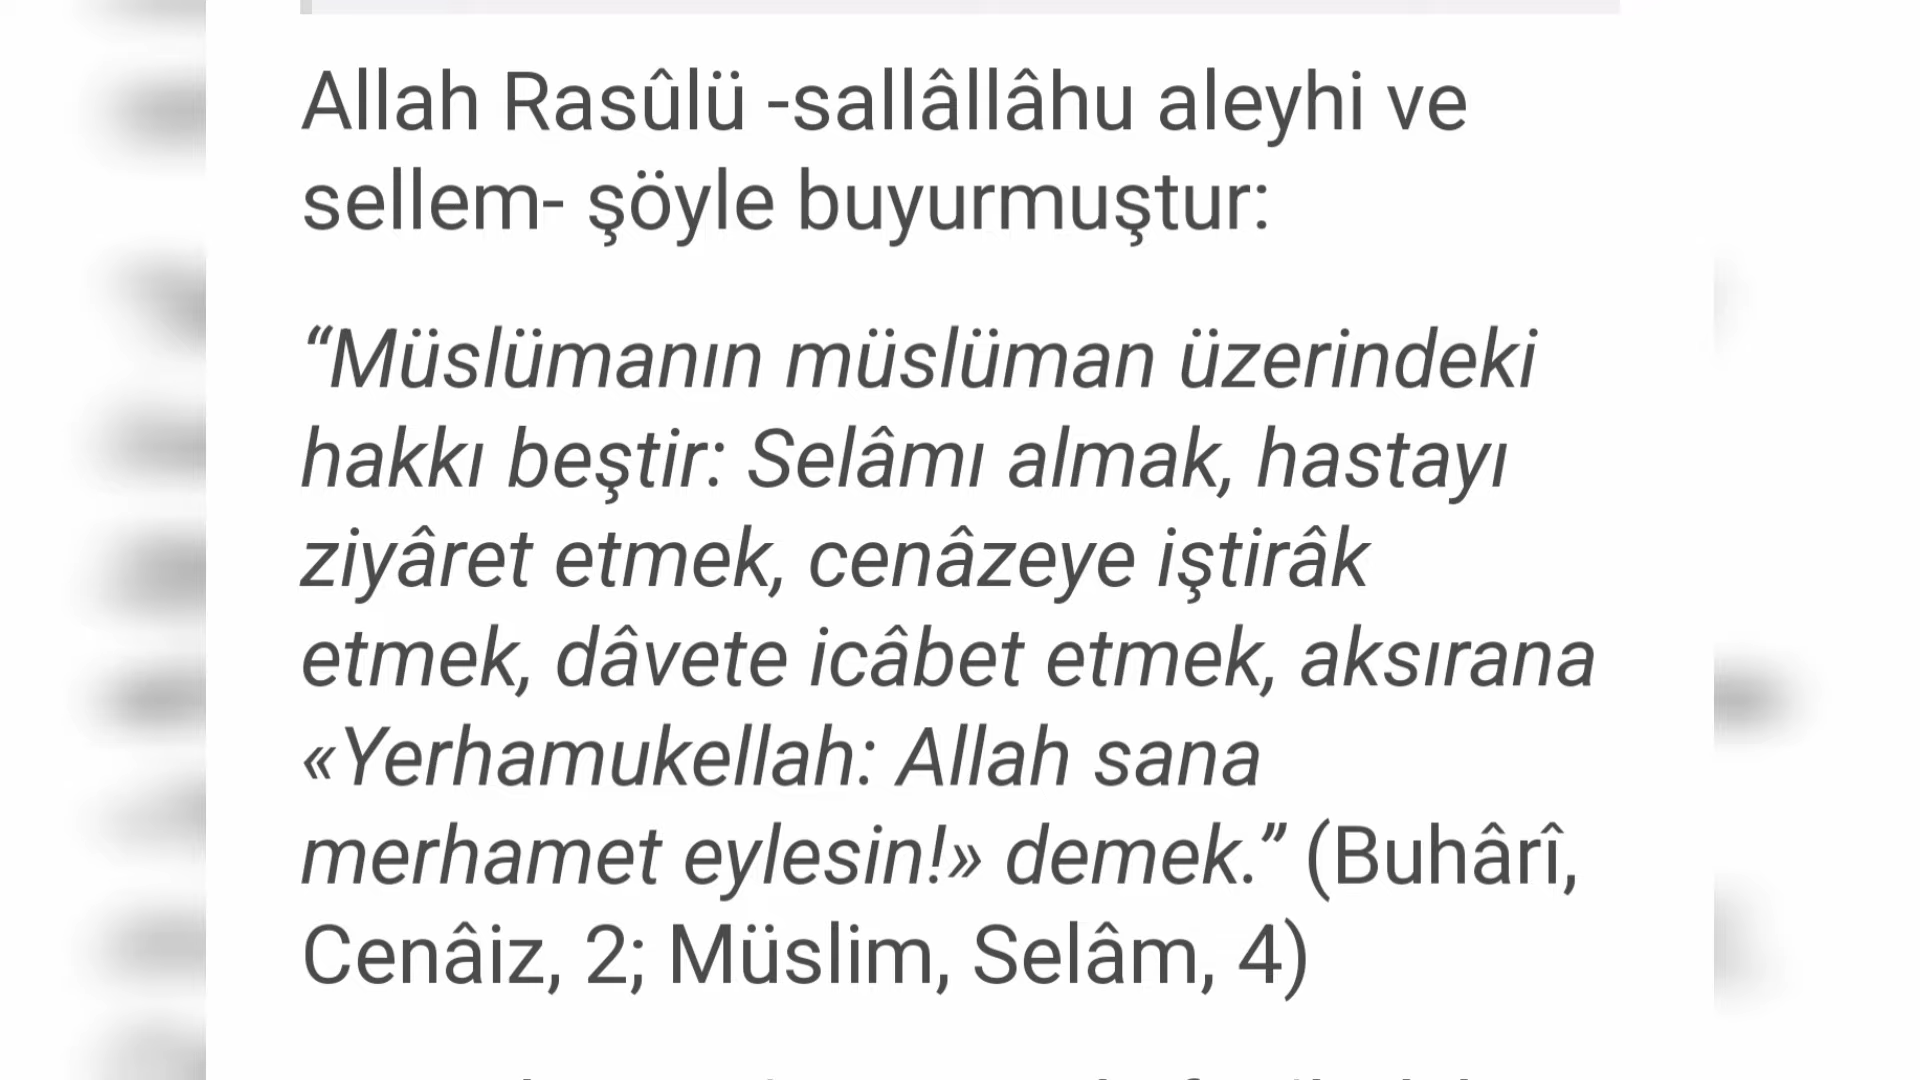 Allah Rasûlü -sallâllâhu aleyhi ve
sellem- şöyle buyurmuştur:
“Müslümanın müslüman üzerindeki
hakkı beştir: Selâmı almak, hastayı
ziyâret etmek, cenâzeye iştirâk
etmek, dâvete icâbet etmek, aksırana
«Yerhamukellah: Allah sana
merhamet eylesin!» demek.” (Buhârî,
Cenâiz, 2; Müslim, Selâm, 4)